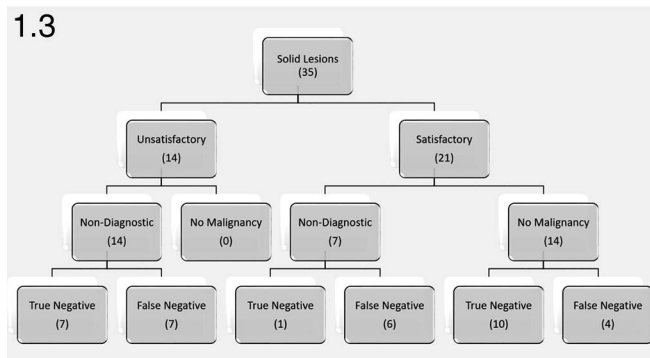 1.3
Solid Lesions
(35)
Unsatisfactory
(14)
Satisfactory
(21)
Non-Diagnostic
(14)
No Malignancy
(0)
Non-Diagnostic
(7)
No Malignancy
(14)
True Negative
(7)
False Negative
(7)
True Negative
(1)
False Negative
(6)
True Negative
(10)
False Negative
(4)